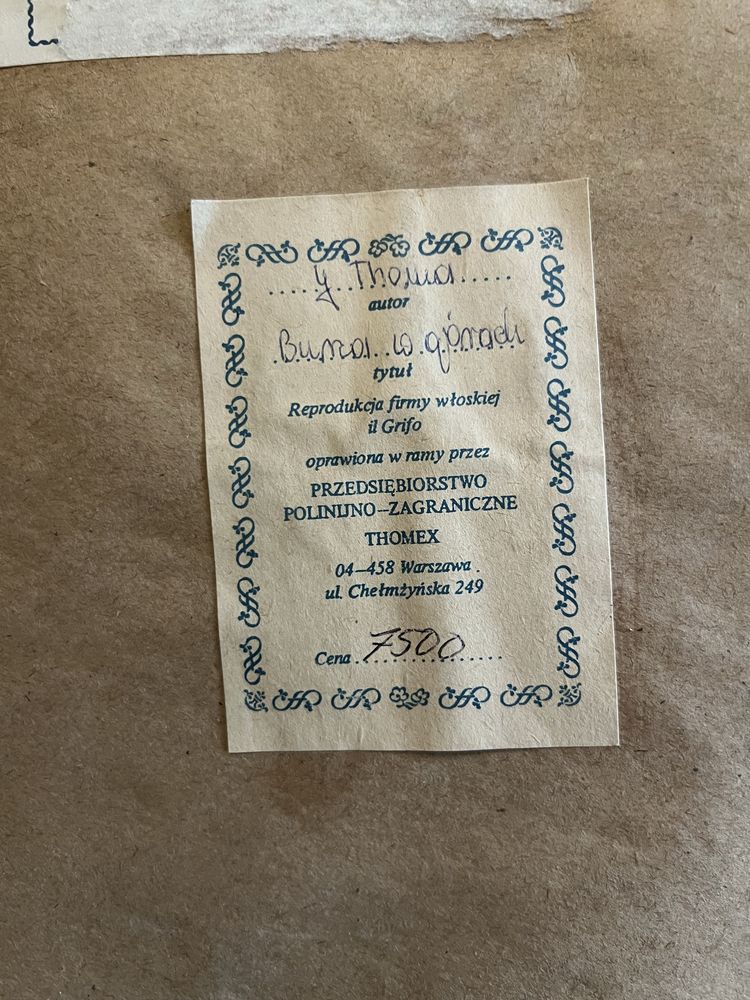 y Thoma
autor
Burza w górach
tytuł
Reprodukcja firmy włoskiej
il Grifo
oprawiona w ramy przez
PRZEDSIĘBIORSTWO
POLINIJNO–ZAGRANICZNE
THOMEX
04–458 Warszawa .
ul. Chełmżyńska 249
Cena 7500